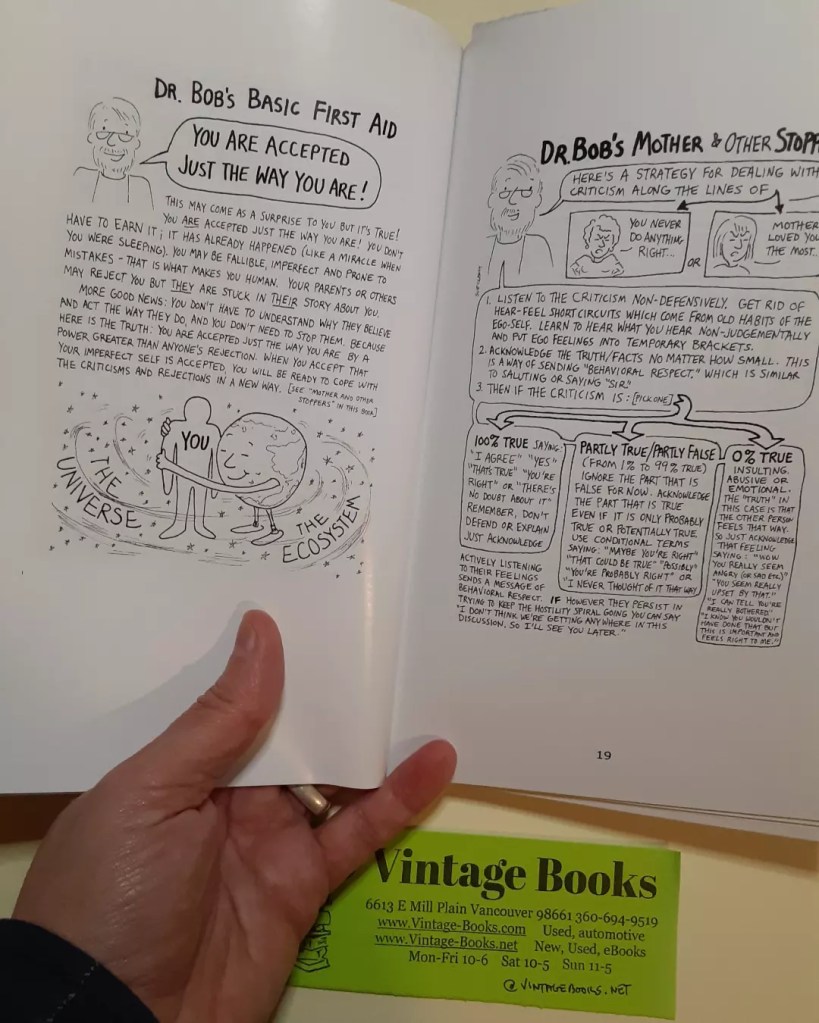 DR. BOB'S BASIC FIRST AID
YOU ARE ACCEPTED
JUST THE WAY YOU ARE!
THIS MAY COME AS A SURPRISE TO YOU BUT IT'S TRUE!
YOU ARE ACCEPTED JUST THE WAY YOU ARE! YOU DON'T
HAVE TO EARN IT; IT HAS ALREADY HAPPENED (LIKE A MIRACLE WHEN
YOU WERE SLEEPING). YOU MAY BE FALLIBLE, IMPERFECT AND PRONE TO
MISTAKES - THAT IS WHAT MAKES YOU HUMAN. YOUR PARENTS OR OTHERS
MAY REJECT YOU BUT THEY ARE STUCK IN THEIR STORY ABOUT YOU.
MORE GOOD NEWS: YOU DON'T HAVE TO UNDERSTAND WHY THEY BELIEVE
AND ACT THE WAY THEY DO, AND YOU DON'T NEED TO STOP THEM. BECAUSE
HERE IS THE TRUTH: YOU ARE ACCEPTED JUST THE WAY YOU ARE BY A
POWER GREATER THAN ANYONE'S REJECTION. WHEN YOU ACCEPT THAT
YOUR IMPERFECT SELF IS ACCEPTED, YOU WILL BE READY TO COPE WITH
THE CRITICISMS AND REJECTIONS IN A NEW WAY. [SEE "MOTHER AND OTHER
STOPPERS" IN THIS BOOK]
YOU
THE UNIVERSE
THE ECOSYSTEM
DR. BOB'S MOTHER & OTHER STOPP
HERE'S A STRATEGY FOR DEALING WITH
CRITICISM ALONG THE LINES OF
YOU NEVER
DO ANYTHING
RIGHT...
OR
MOTHER
LOVED YOU
THE MOST..
1. LISTEN TO THE CRITICISM NON-DEFENSIVELY. GET RID OF
HEAR-FEEL SHORT CIRCUITS WHICH COME FROM OLD HABITS OF THE
EGO-SELF. LEARN TO HEAR WHAT YOU HEAR NON-JUDGEMENTALLY
AND PUT EGO FEELINGS INTO TEMPORARY BRACKETS.
2. ACKNOWLEDGE THE TRUTH/FACTS NO MATTER HOW SMALL. THIS
IS A WAY OF SENDING "BEHAVIORAL RESPECT," WHICH IS SIMILAR
TO SALUTING OR SAYING "SIR."
3. THEN IF THE CRITICISM IS: [PICK ONE]
100% TRUE SAYING:
"I AGREE" "YES"
"THAT'S TRUE" "YOU'RE
RIGHT" OR "THERE'S
NO DOUBT ABOUT IT"
REMEMBER, DON'T
DEFEND OR EXPLAIN
JUST ACKNOWLEDGE
PARTLY TRUE/PARTLY FALSE
(FROM 1% TO 99% TRUE)
IGNORE THE PART THAT IS
FALSE FOR NOW. ACKNOWLEDGE
THE PART THAT IS TRUE
EVEN IF IT IS ONLY PROBABLY
TRUE OR POTENTIALLY TRUE.
USE CONDITIONAL TERMS
SAYING: "MAYBE YOU'RE RIGHT"
"THAT COULD BE TRUE" "POSSIBLY"
"YOU'RE PROBABLY RIGHT" OR
"I NEVER THOUGHT OF IT THAT WAY."
0% TRUE
INSULTING.
ABUSIVE OR
EMOTIONAL.
THE "TRUTH" IN
THIS CASE IS THAT
THE OTHER PERSON
FEELS THAT WAY.
SO JUST ACKNOWLEDGE
THAT FEELING
SAYING: "WOW
YOU REALLY SEEM
ANGRY (OR SAD ETC.)"
"YOU SEEM REALLY
UPSET BY THAT."
"I CAN TELL YOU'RE
REALLY BOTHERED."
"I KNOW YOU WOULDN'T
HAVE DONE THAT BUT
THIS IS IMPORTANT AND
FEELS RIGHT TO ME."
ACTIVELY LISTENING
TO THEIR FEELINGS
SENDS A MESSAGE OF
BEHAVIORAL RESPECT. IF HOWEVER THEY PERSIST IN
TRYING TO KEEP THE HOSTILITY SPIRAL GOING YOU CAN SAY
"I DON'T THINK WE'RE GETTING ANYWHERE IN THIS
DISCUSSION. SO I'LL SEE YOU LATER."
19
Vintage Books
6613 E Mill Plain Vancouver 98661 360-694-9519
www.Vintage-Books.com Used, automotive
www.Vintage-Books.net New, Used, eBooks
Mon-Fri 10-6 Sat 10-5 Sun 11-5
@VINTAGEBOOKS.NET